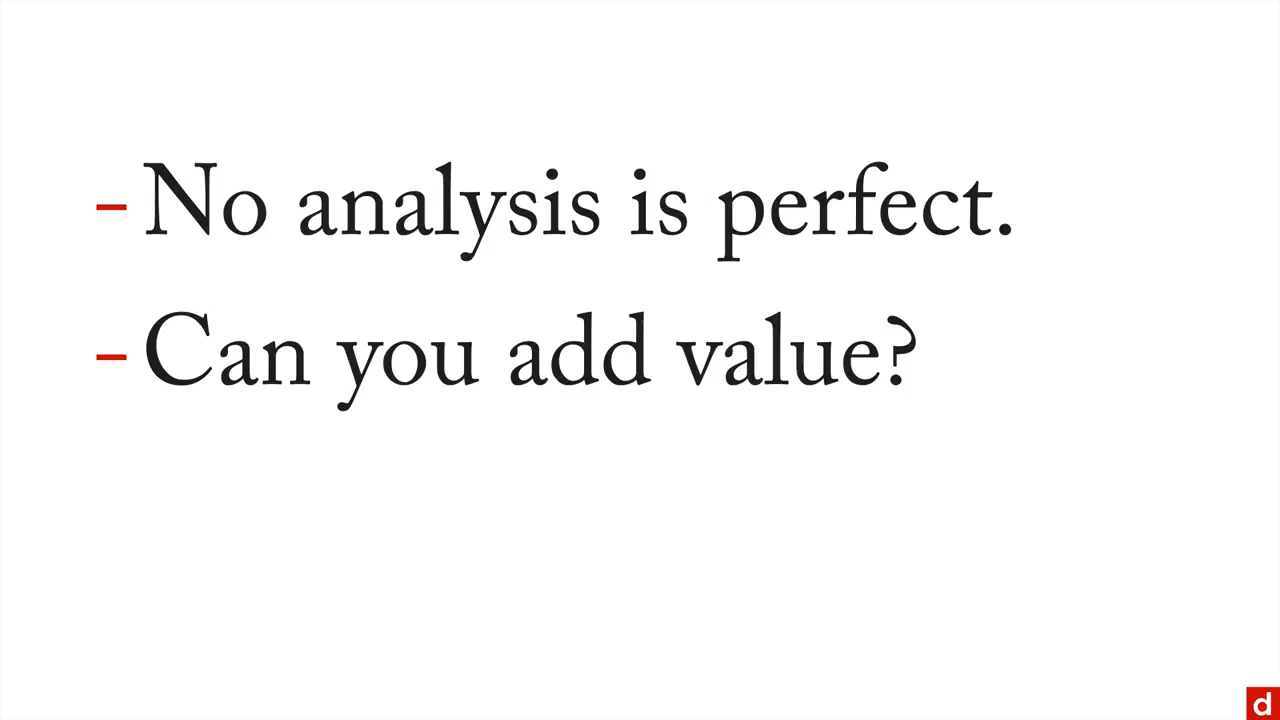 - No analysis is perfect.
- Can you add value?
d